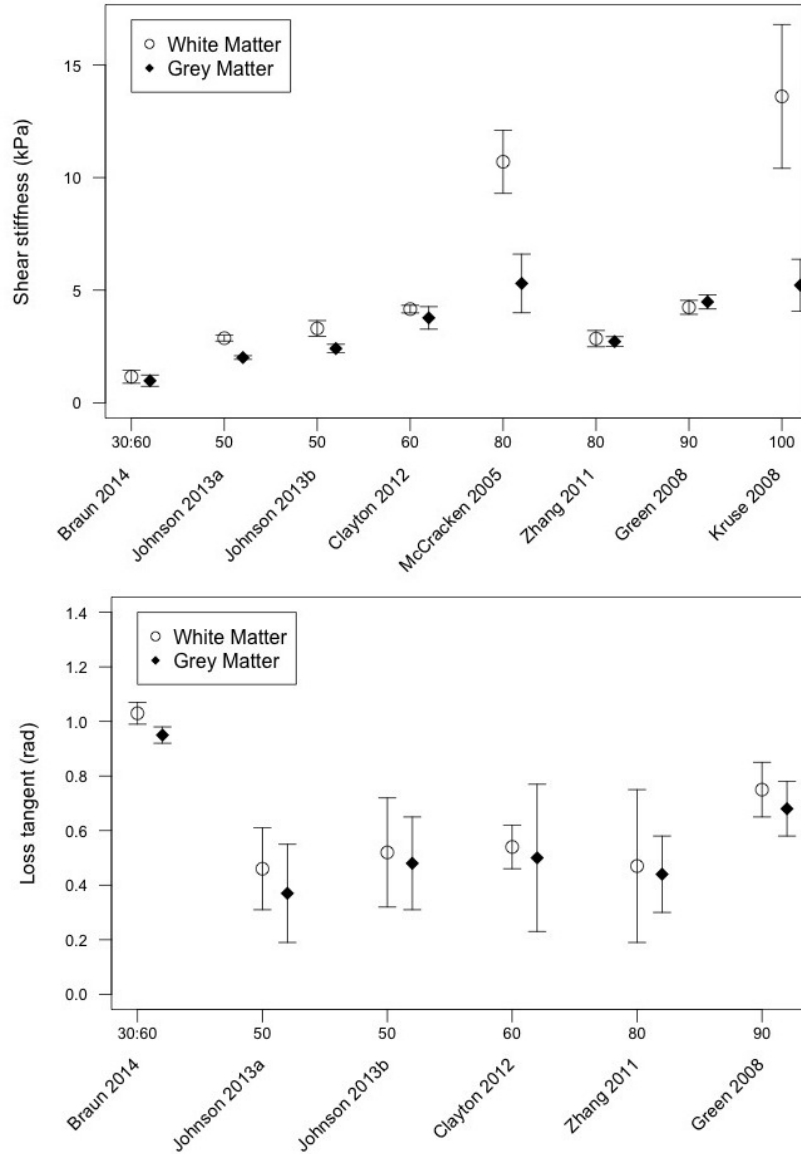 White Matter
Grey Matter
Shear stiffness (kPa)
15
10
5
0
30:60 50 50 60 80 80 90 100
Braun 2014
Johnson 2013a
Johnson 2013b
Clayton 2012
McCracken 2005
Zhang 2011
Green 2008
Kruse 2008
White Matter
Grey Matter
Loss tangent (rad)
1.4
1.2
1.0
0.8
0.6
0.4
0.2
0.0
30:60 50 50 60 80 90
Braun 2014
Johnson 2013a
Johnson 2013b
Clayton 2012
Zhang 2011
Green 2008